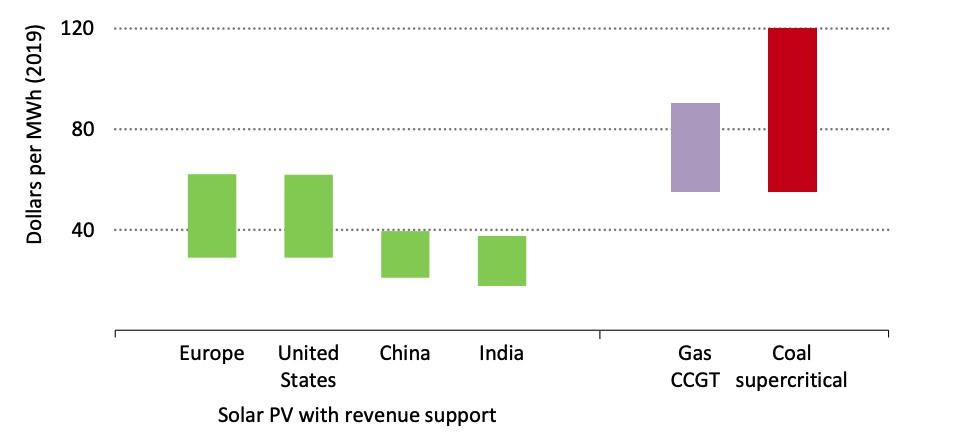 Dollars per MWh (2019)
120
80
40
Europe
United
States
China
India
Gas
CCGT
Coal
supercritical
Solar PV with revenue support